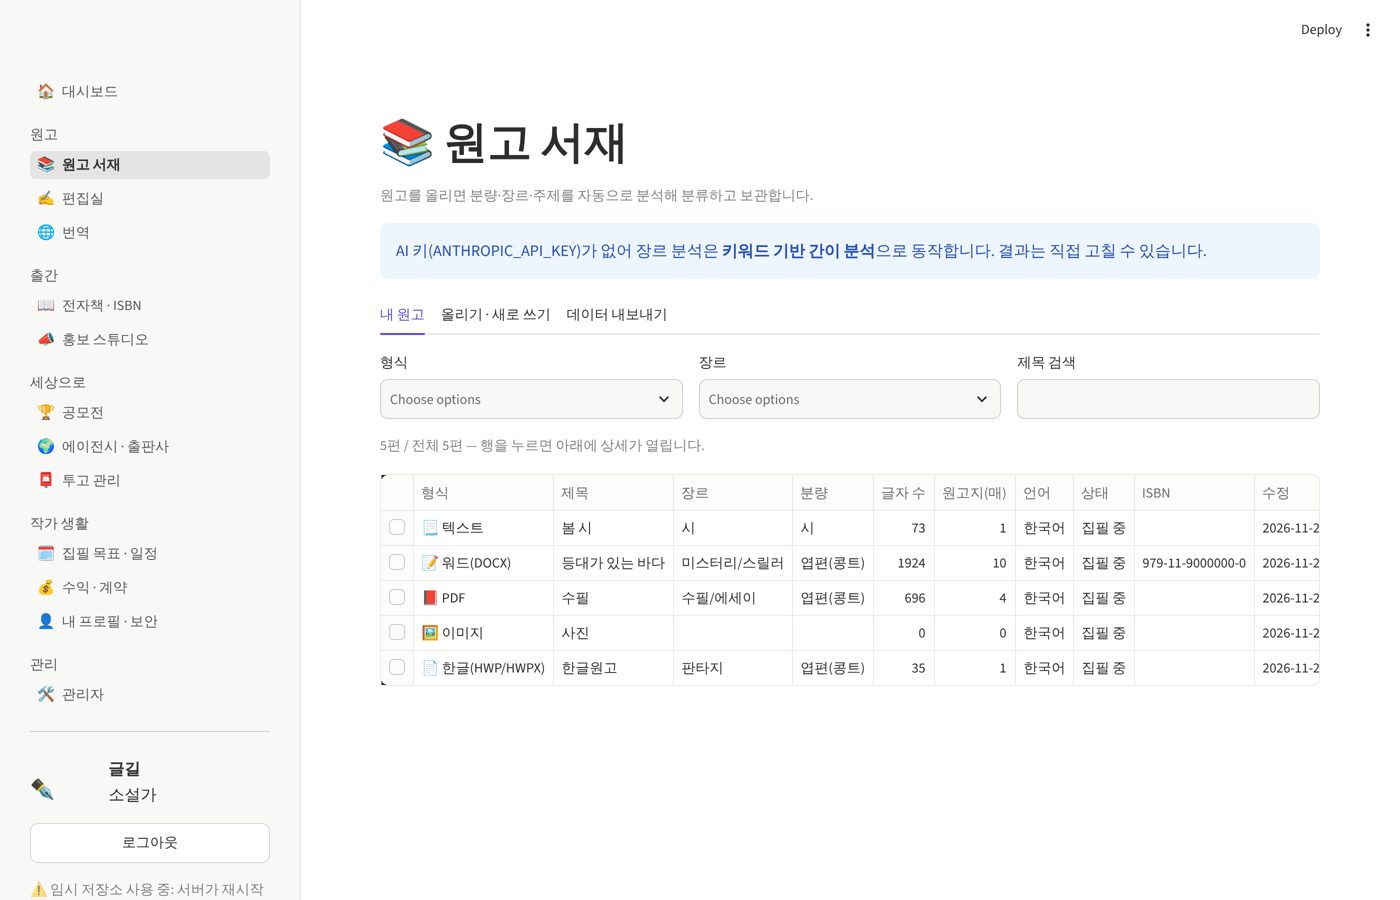 Deploy
대시보드
원고
원고 서재
편집실
번역
출간
전자책 · ISBN
홍보 스튜디오
세상으로
공모전
에이전시 · 출판사
투고 관리
작가 생활
집필 목표 · 일정
수익 · 계약
내 프로필 · 보안
관리
관리자
글길
소설가
로그아웃
임시 저장소 사용 중: 서버가 재시작
원고 서재
원고를 올리면 분량·장르·주제를 자동으로 분석해 분류하고 보관합니다.
AI 키(ANTHROPIC_API_KEY)가 없어 장르 분석은 키워드 기반 간이 분석으로 동작합니다. 결과는 직접 고칠 수 있습니다.
내 원고 올리기 · 새로 쓰기 데이터 내보내기
형식 장르 제목 검색
Choose options Choose options
5편 / 전체 5편 — 행을 누르면 아래에 상세가 열립니다.
형식 제목 장르 분량 글자 수 원고지(매) 언어 상태 ISBN 수정
텍스트 봄 시 시 시 73 1 한국어 집필 중 2026-11-2
워드(DOCX) 등대가 있는 바다 미스터리/스릴러 엽편(콩트) 1924 10 한국어 집필 중 979-11-9000000-0 2026-11-2
PDF 수필 수필/에세이 엽편(콩트) 696 4 한국어 집필 중 2026-11-2
이미지 사진 0 0 한국어 집필 중 2026-11-2
한글(HWP/HWPX) 한글원고 판타지 엽편(콩트) 35 1 한국어 집필 중 2026-11-2